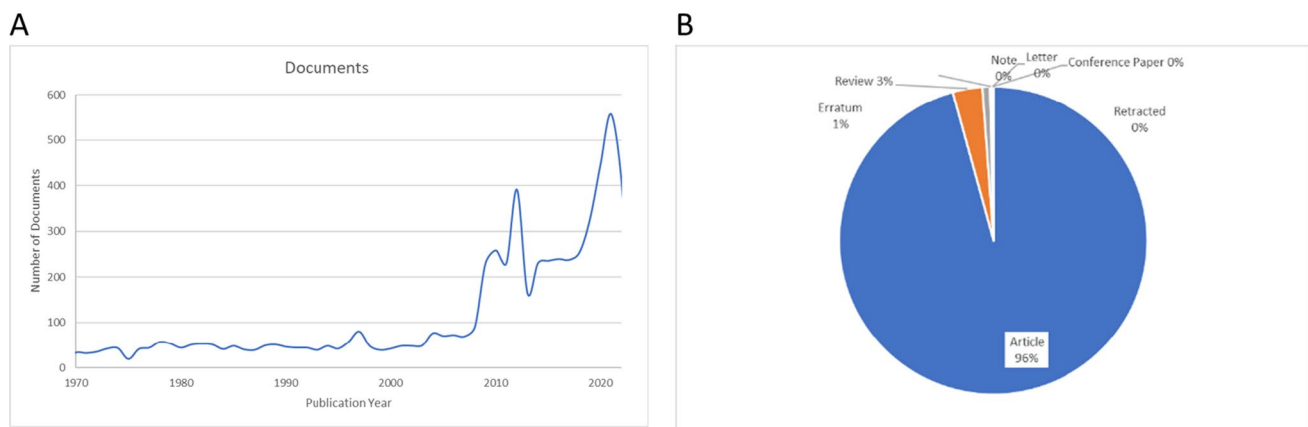 A
B
Documents
600
500
400
300
200
100
0
Number of Documents
1970
1980
1990
2000
2010
2020
Publication Year
Note
0%
Letter
0%
Conference Paper 0%
Review 3%
Erratum
1%
Retracted
0%
Article
96%